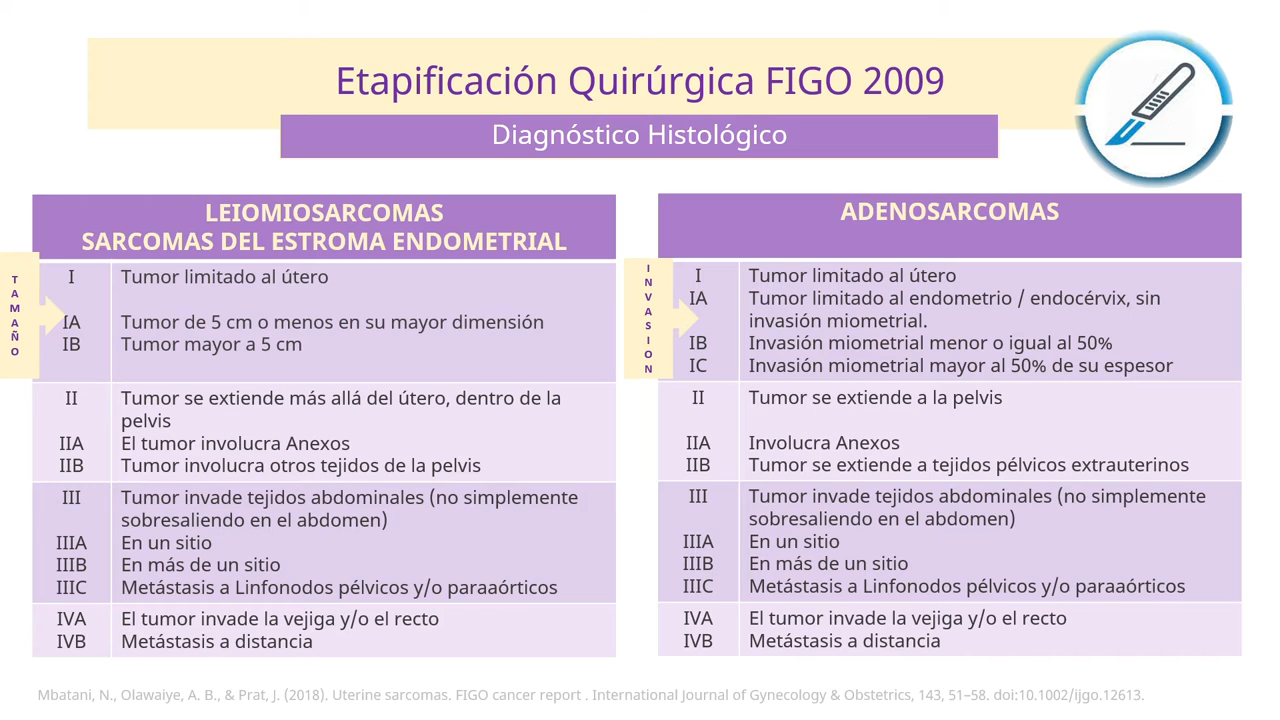 Etapificación Quirúrgica FIGO 2009
Diagnóstico Histológico
LEIOMIOSARCOMAS
SARCOMAS DEL ESTROMA ENDOMETRIAL
TAMAÑO
I Tumor limitado al útero
IA Tumor de 5 cm o menos en su mayor dimensión
IB Tumor mayor a 5 cm
II Tumor se extiende más allá del útero, dentro de la
pelvis
IIA El tumor involucra Anexos
IIB Tumor involucra otros tejidos de la pelvis
III Tumor invade tejidos abdominales (no simplemente
sobresaliendo en el abdomen)
IIIA En un sitio
IIIB En más de un sitio
IIIC Metástasis a Linfonodos pélvicos y/o paraaórticos
IVA El tumor invade la vejiga y/o el recto
IVB Metástasis a distancia
ADENOSARCOMAS
INVASION
I Tumor limitado al útero
IA Tumor limitado al endometrio / endocérvix, sin
invasión miometrial.
IB Invasión miometrial menor o igual al 50%
IC Invasión miometrial mayor al 50% de su espesor
II Tumor se extiende a la pelvis
IIA Involucra Anexos
IIB Tumor se extiende a tejidos pélvicos extrauterinos
III Tumor invade tejidos abdominales (no simplemente
sobresaliendo en el abdomen)
IIIA En un sitio
IIIB En más de un sitio
IIIC Metástasis a Linfonodos pélvicos y/o paraaórticos
IVA El tumor invade la vejiga y/o el recto
IVB Metástasis a distancia
Mbatani, N., Olawaiye, A. B., & Prat, J. (2018). Uterine sarcomas. FIGO cancer report . International Journal of Gynecology & Obstetrics, 143, 51–58. doi:10.1002/ijgo.12613.